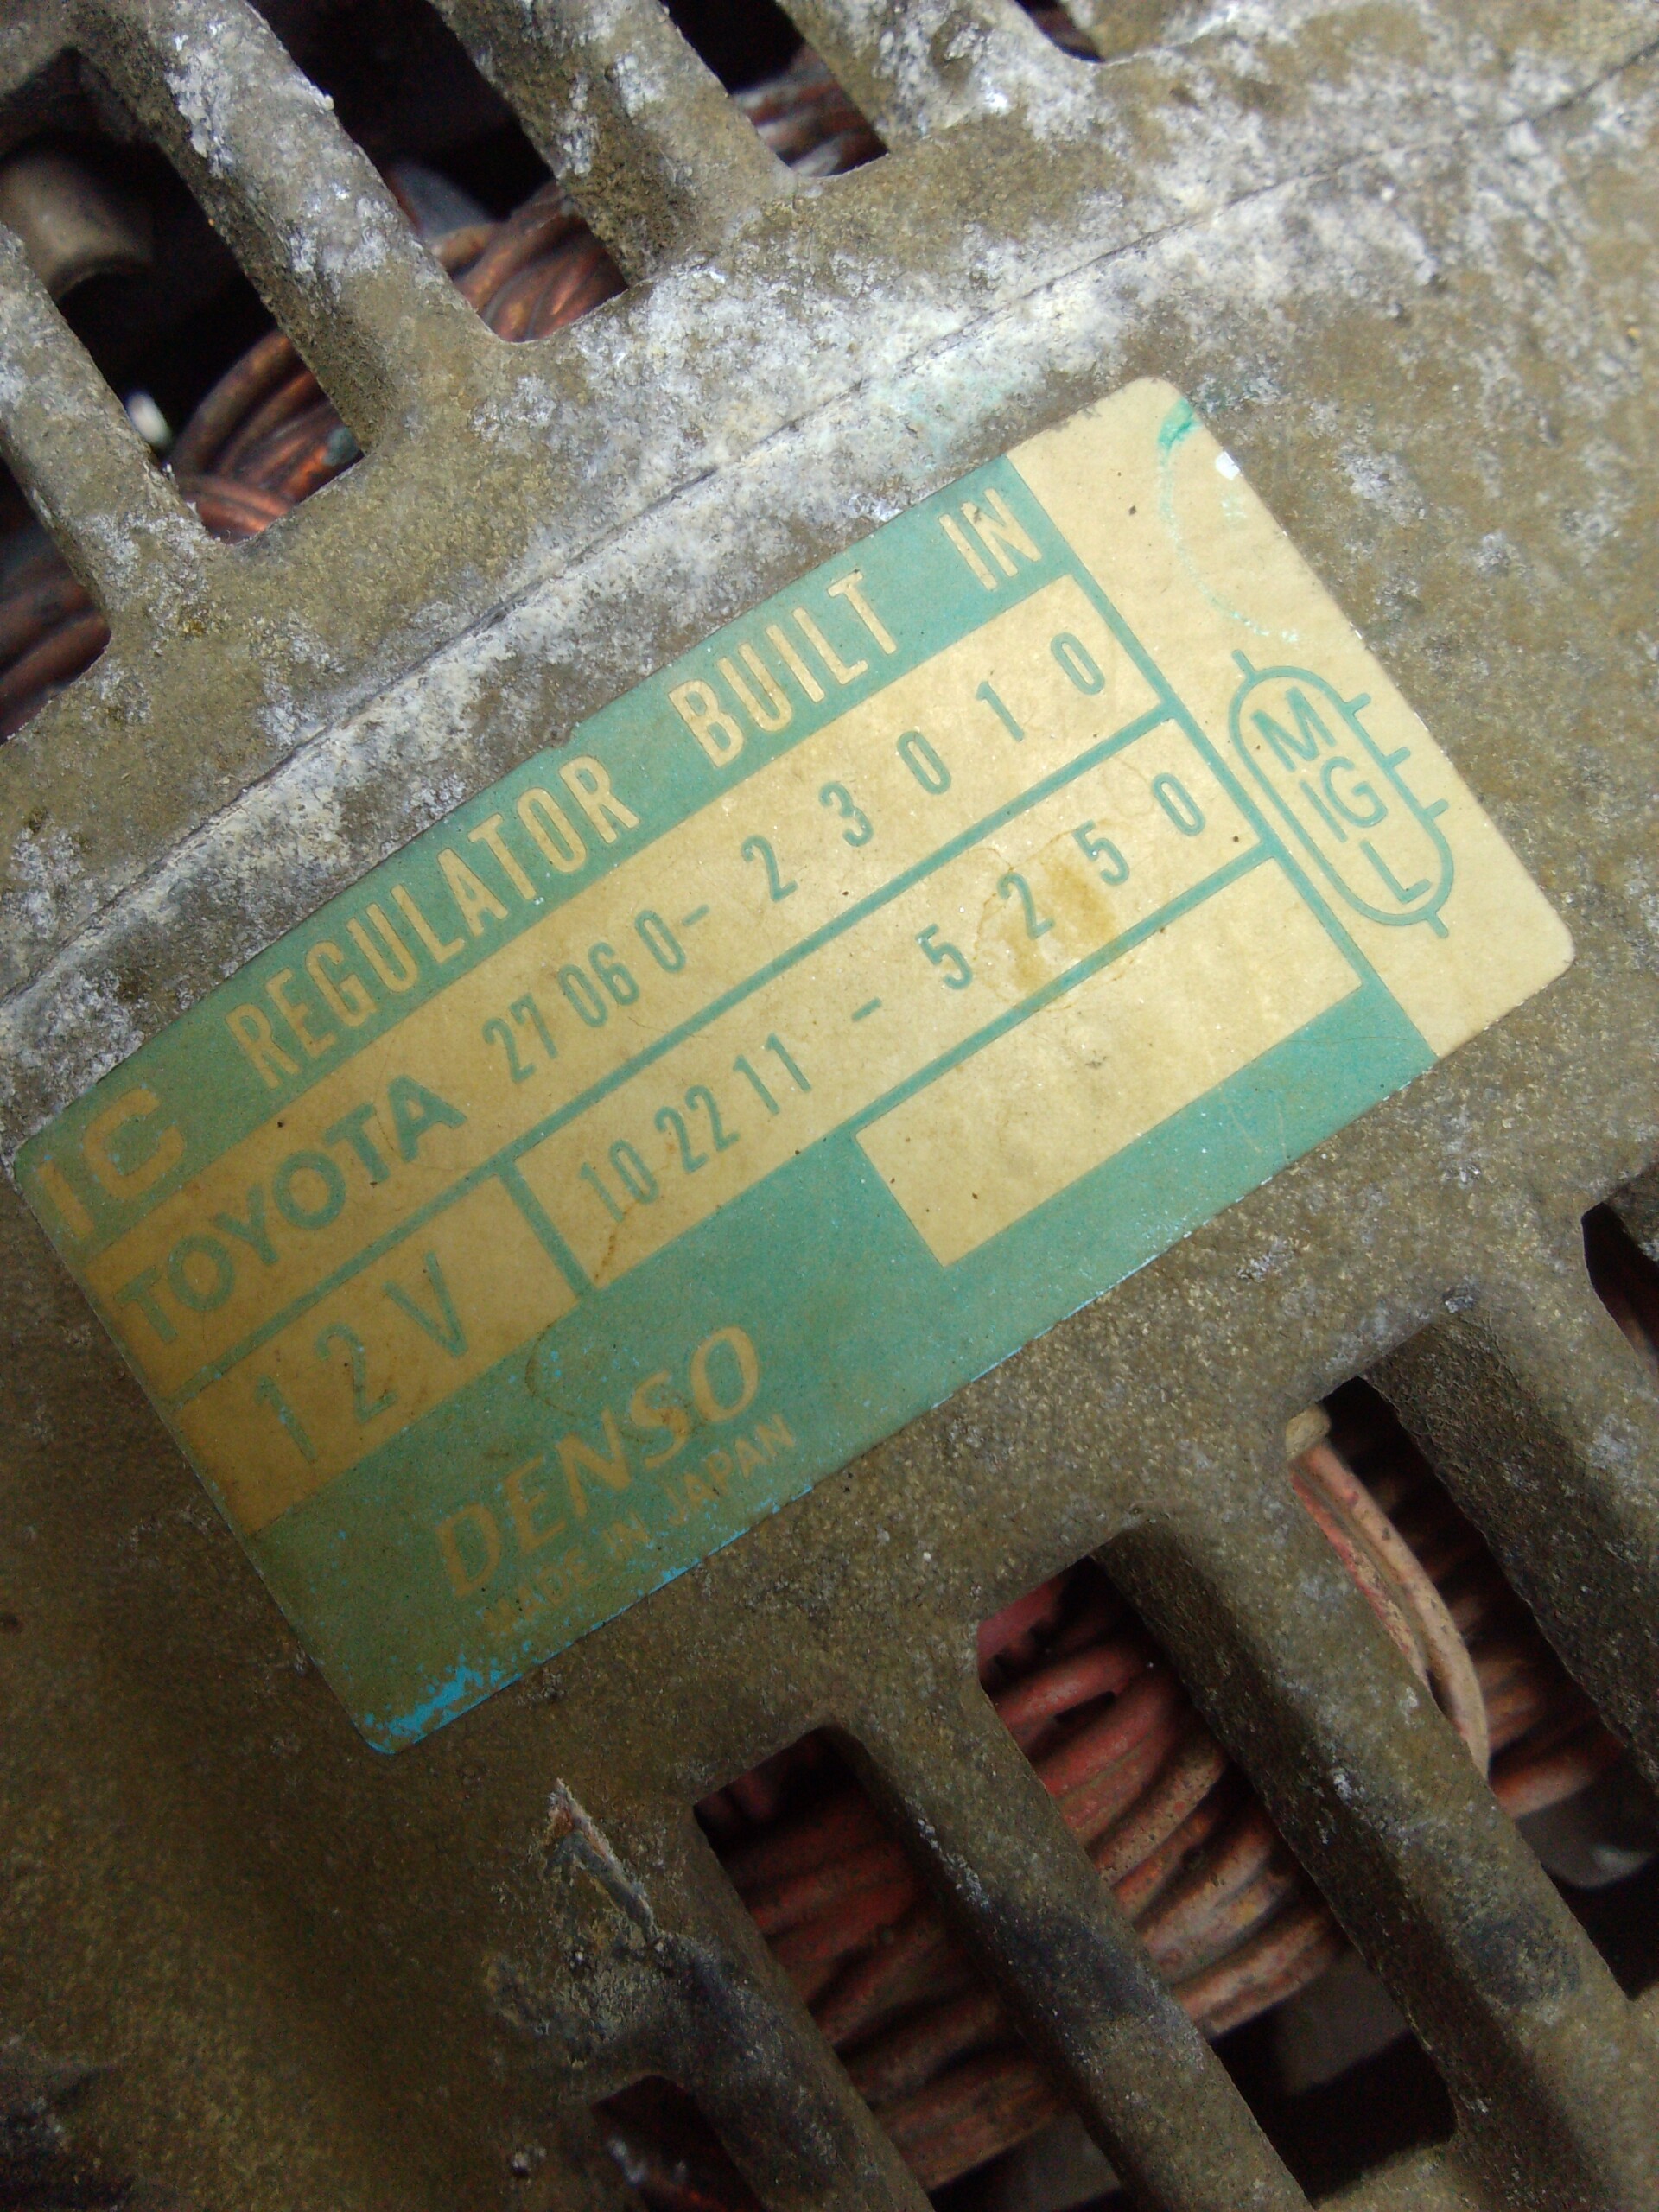 IC REGULATOR BUILT IN
TOYOTA 27060-23010
12V 102211-5250
DENSO
MADE IN JAPAN
M
IG
L